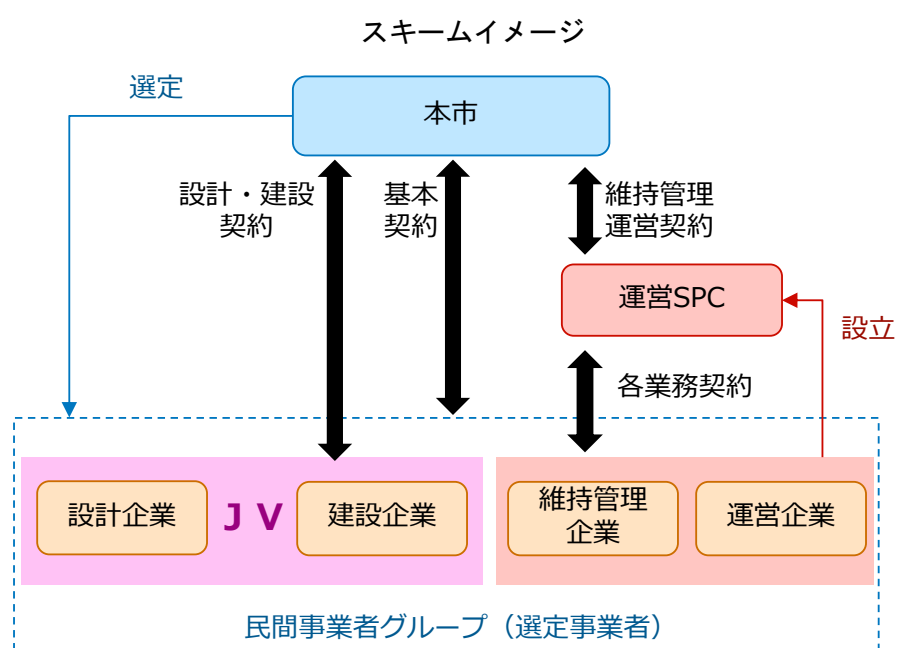 スキームイメージ
選定
本市
設計・建設
契約
基本
契約
維持管理
運営契約
運営SPC
設立
各業務契約
設計企業
ＪＶ
建設企業
維持管理
企業
運営企業
民間事業者グループ（選定事業者）